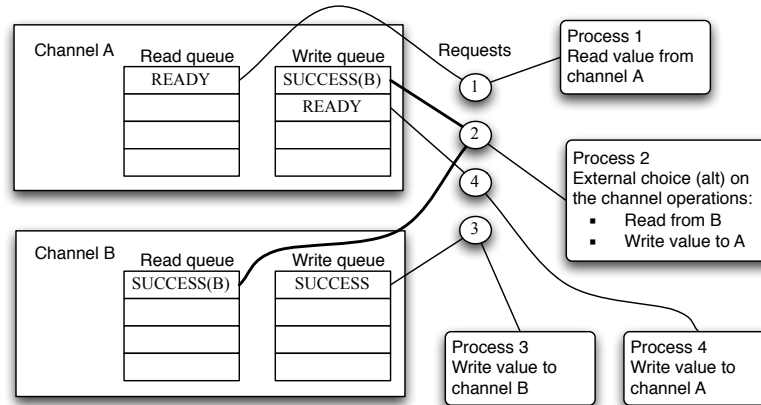 Channel A
Read queue
READY
Write queue
SUCCESS(B)
READY
Requests
1
2
4
3
Process 1
Read value from
channel A
Process 2
External choice (alt) on
the channel operations:
▪ Read from B
▪ Write value to A
Channel B
Read queue
SUCCESS(B)
Write queue
SUCCESS
Process 3
Write value to
channel B
Process 4
Write value to
channel A